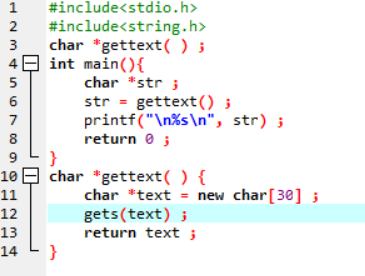 1 #include<stdio.h>
2 #include<string.h>
3 char *gettext( ) ;
4 int main(){
5 char *str ;
6 str = gettext() ;
7 printf("\n%s\n", str) ;
8 return 0 ;
9 }
10 char *gettext( ) {
11 char *text = new char[30] ;
12 gets(text) ;
13 return text ;
14 }